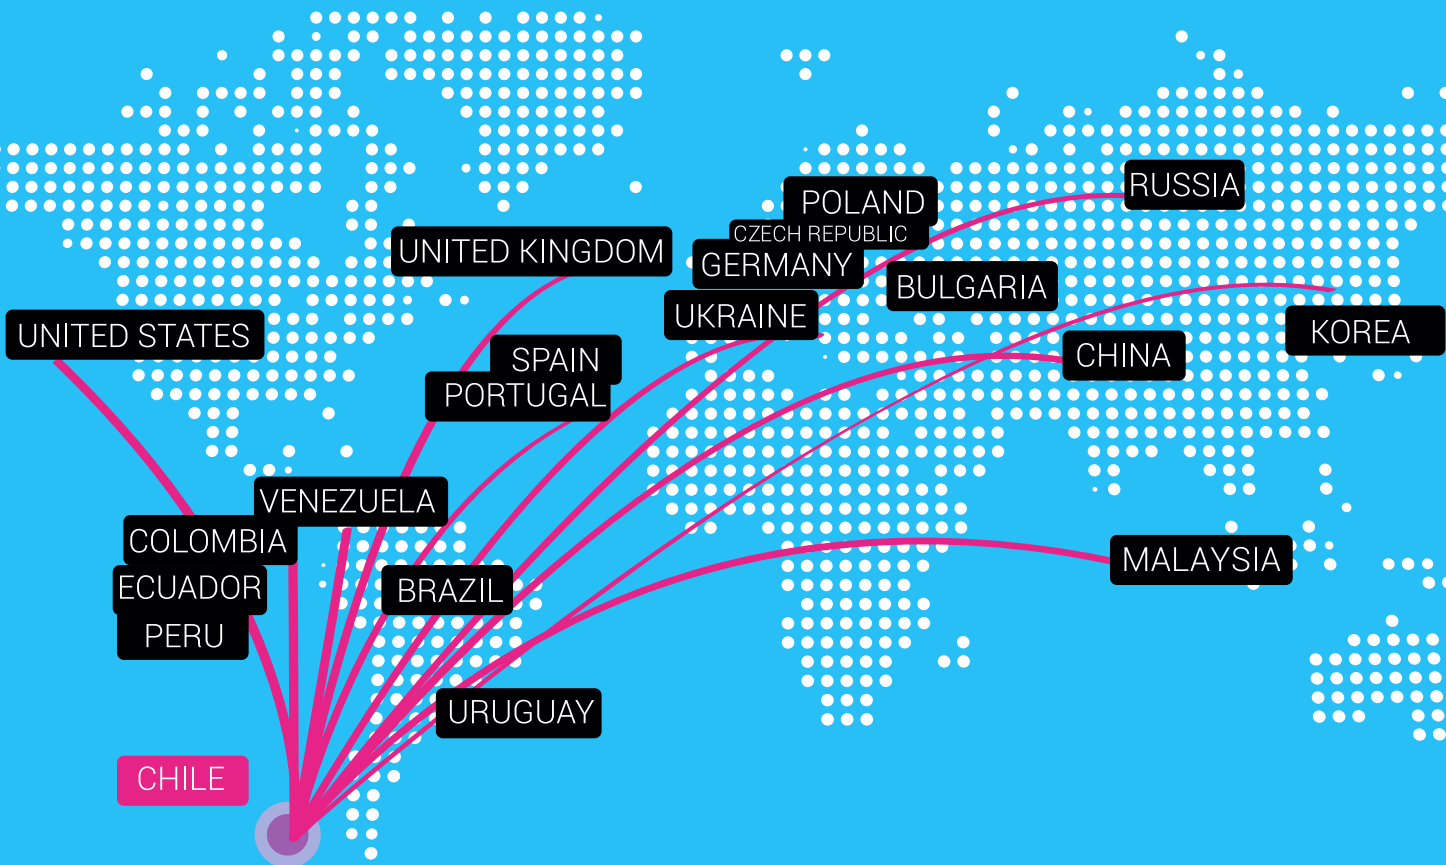 RUSSIA
POLAND
CZECH REPUBLIC
UNITED KINGDOM
GERMANY
BULGARIA
UKRAINE
UNITED STATES
KOREA
SPAIN
CHINA
PORTUGAL
VENEZUELA
COLOMBIA
MALAYSIA
ECUADOR
BRAZIL
PERU
URUGUAY
CHILE